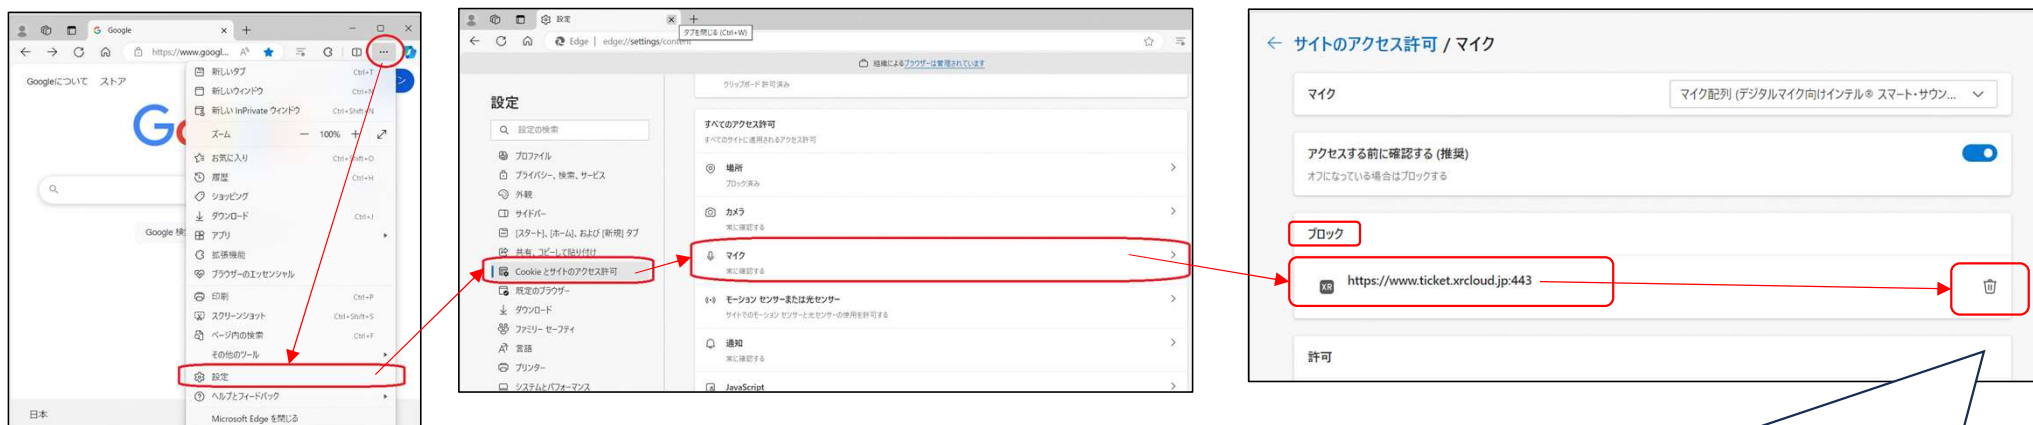 Google
https://www.googl...
Googleについて ストア
新しいタブ Ctrl+T
新しいウィンドウ Ctrl+N
新しい InPrivate ウィンドウ Ctrl+Shift+N
ズーム 100%
お気に入り Ctrl+Shift+O
履歴 Ctrl+H
ショッピング
ダウンロード Ctrl+J
アプリ
拡張機能
ブラウザーのエッセンシャル
印刷 Ctrl+P
スクリーンショット Ctrl+Shift+S
ページ内の検索 Ctrl+F
その他のツール
設定
ヘルプとフィードバック
Microsoft Edge を閉じる
Google 検
日本
設定
タブを閉じる (Ctrl+W)
Edge | edge://settings/content
組織によるブラウザーは管理されています
設定
設定の検索
プロファイル
プライバシー、検索、サービス
外観
サイドバー
[スタート]、[ホーム]、および [新規] タブ
共有、コピーして貼り付け
Cookie とサイトのアクセス許可
既定のブラウザー
ダウンロード
ファミリー セーフティ
言語
プリンター
システムとパフォーマンス
クリップボード 許可済み
すべてのアクセス許可
すべてのサイトに適用されるアクセス許可
場所
ブロック済み
カメラ
常に確認する
マイク
常に確認する
モーション センサーまたは光センサー
サイトでのモーション センサーと光センサーの使用を許可する
通知
常に確認する
JavaScript
サイトのアクセス許可 / マイク
マイク マイク配列 (デジタルマイク向けインテル® スマート・サウン...
アクセスする前に確認する (推奨)
オフになっている場合はブロックする
ブロック
XR https://www.ticket.xrcloud.jp:443
許可